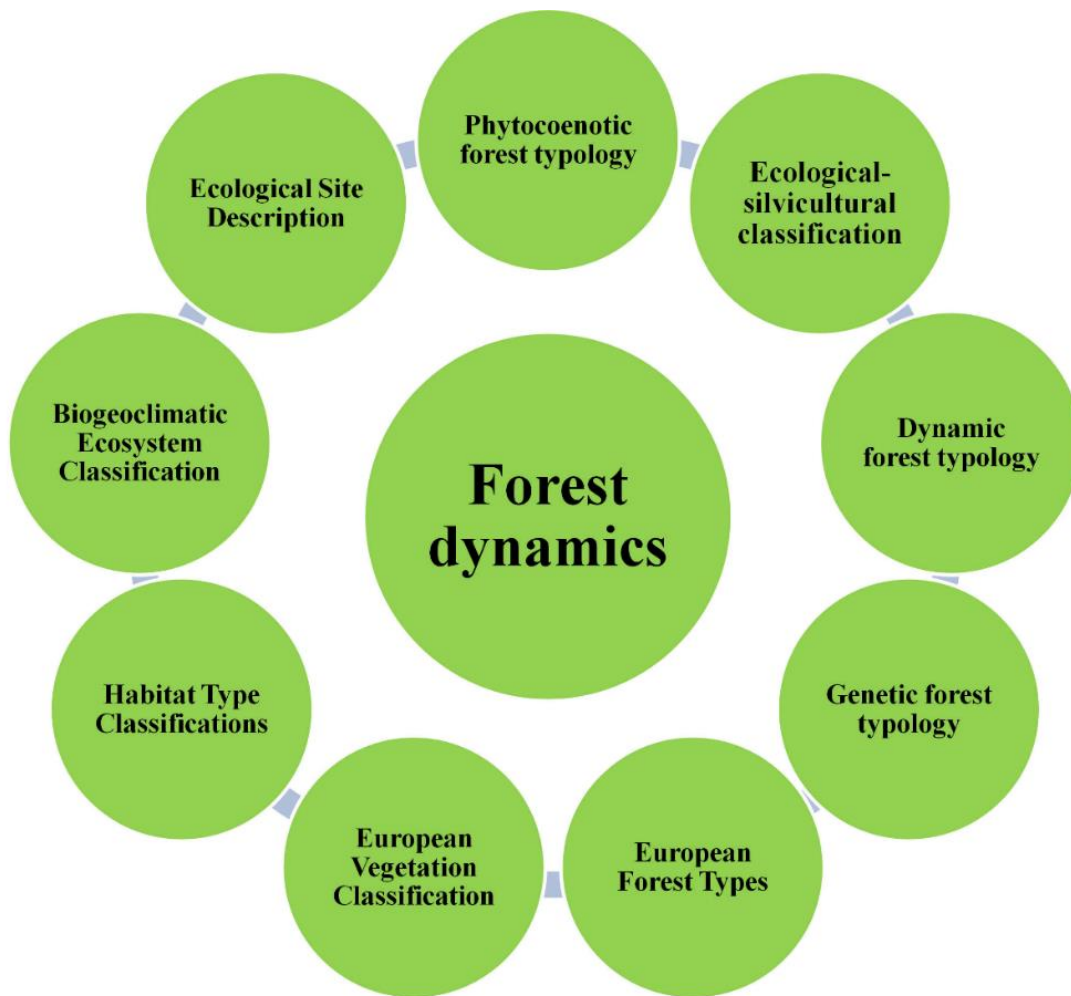 Phytocoenotic
forest typology
Ecological-
silvicultural
classification
Dynamic
forest typology
Genetic forest
typology
European
Forest Types
European
Vegetation
Classification
Habitat Type
Classifications
Biogeoclimatic
Ecosystem
Classification
Ecological Site
Description
Forest
dynamics